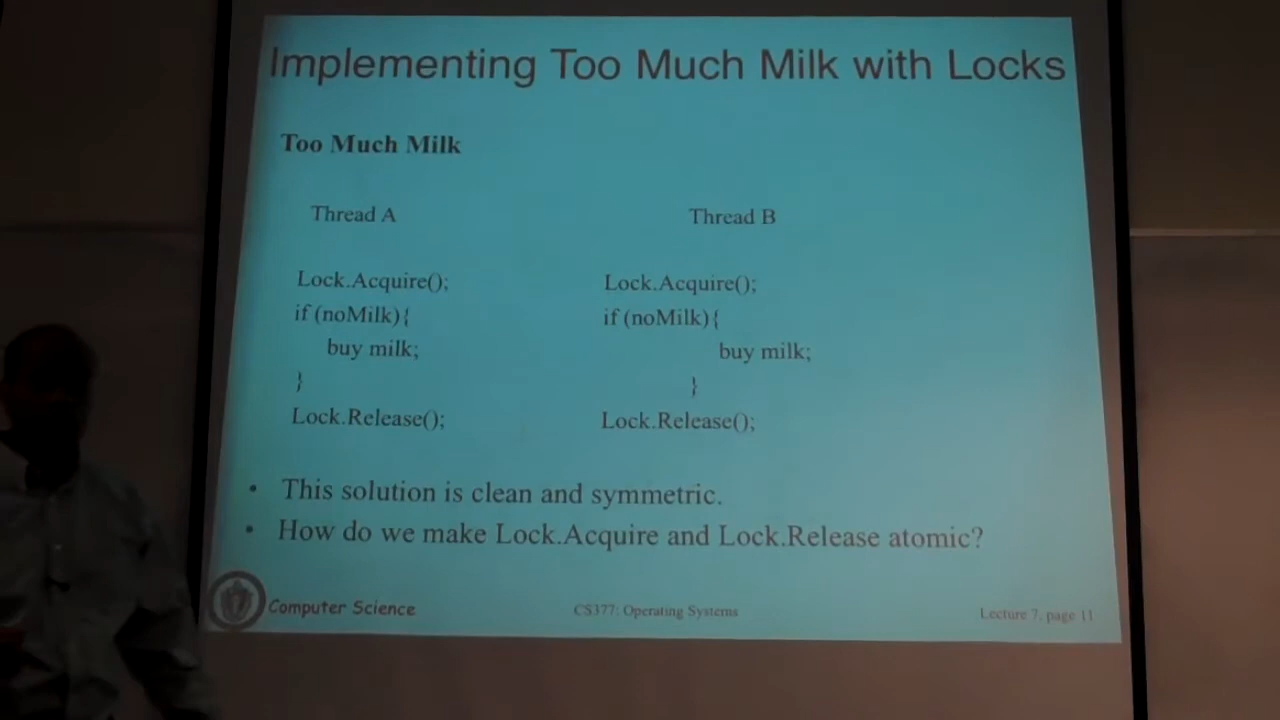 Implementing Too Much Milk with Locks
Too Much Milk
Thread A
Thread B
Lock.Acquire();
if (noMilk){
buy milk;
}
Lock.Release();
Lock.Acquire();
if (noMilk){
buy milk;
}
Lock.Release();
• This solution is clean and symmetric.
• How do we make Lock.Acquire and Lock.Release atomic?
Computer Science
CS377: Operating Systems
Lecture 7, page 11